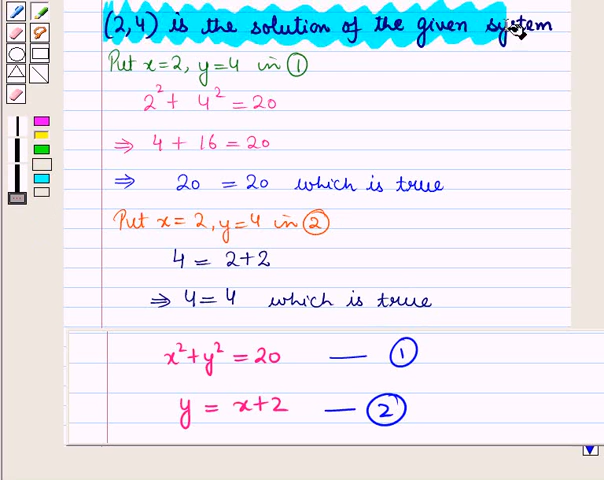 (2,4) is the solution of the given system
Put x=2, y=4 in ①
2² + 4² = 20
⇒ 4 + 16 = 20
⇒ 20 = 20 which is true
Put x=2, y=4 in ②
4 = 2+2
⇒ 4=4 which is true
x²+y² = 20 — ①
y = x+2 — ②